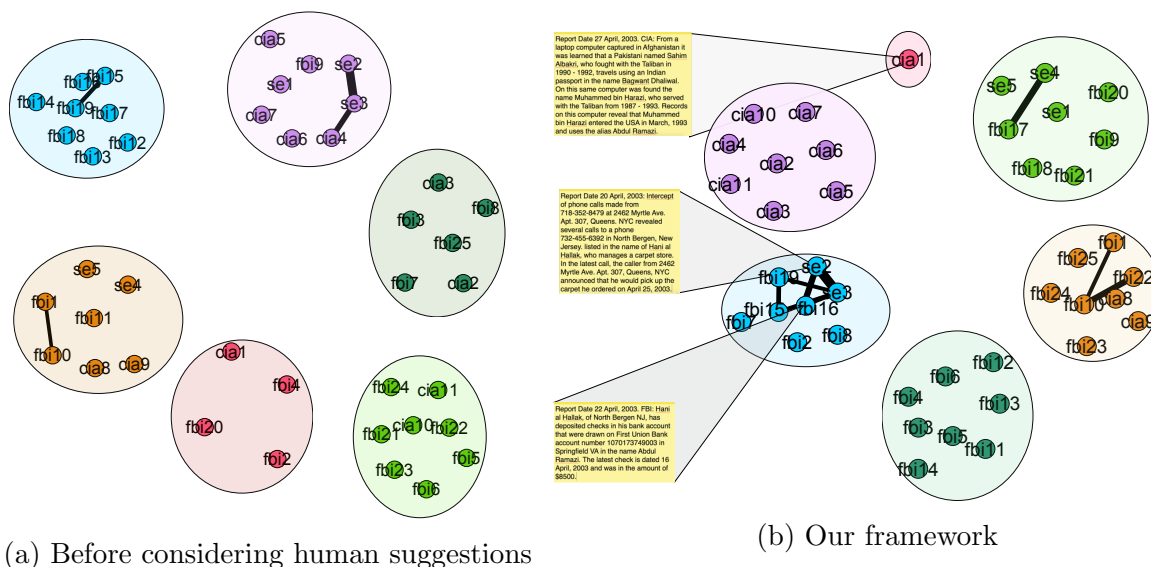 cia5
fbi9
se2
se1
se3
cia7
cia6
cia4
fbi15
fbi14
fbi19
fbi17
fbi18
fbi12
fbi13
cia3
fbi3
fbi8
fbi25
fbi7
cia2
se5
se4
fbi1
fbi11
fbi10
cia8
cia9
cia1
fbi4
fbi20
fbi2
fbi24
cia11
cia10
fbi21
fbi22
fbi23
fbi5
fbi6
(a) Before considering human suggestions
Report Date 27 April, 2003. CIA: From a
laptop computer captured in Afghanistan it
was learned that a Pakistani named Sahim
Albakri, who fought with the Taliban in
1990 - 1992, travels using an Indian
passport in the name Bagwant Dhaliwal.
On this same computer was found the
name Muhammed bin Harazi, who served
with the Taliban from 1987 - 1993. Records
on this computer reveal that Muhammed
bin Harazi entered the USA in March, 1993
and uses the alias Abdul Ramazi.
cia1
cia10
cia7
cia4
cia6
cia2
cia11
cia5
cia3
se5
se4
fbi20
se1
fbi17
fbi9
fbi18
fbi21
Report Date 20 April, 2003: Intercept
of phone calls made from
718-352-8479 at 2462 Myrtle Ave.
Apt. 307, Queens. NYC revealed
several calls to a phone
732-455-6392 in North Bergen, New
Jersey. listed in the name of Hani al
Hallak, who manages a carpet store.
In the latest call, the caller from 2462
Myrtle Ave. Apt. 307, Queens, NYC
announced that he would pick up the
carpet he ordered on April 25, 2003.
se2
fbi19
se3
fbi15
fbi16
fbi7
fbi2
fbi8
fbi1
fbi25
fbi22
fbi24
fbi10
cia8
cia9
fbi23
fbi12
fbi6
fbi4
fbi13
fbi3
fbi5
fbi11
fbi14
Report Date 22 April, 2003. FBI: Hani
al Hallak, of North Bergen NJ, has
deposited checks in his bank account
that were drawn on First Union Bank
account number 1070173749003 in
Springfield VA in the name Abdul
Ramazi. The latest check is dated 16
April, 2003 and was in the amount of
$8500.
(b) Our framework